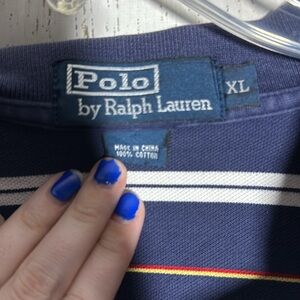 Polo
by Ralph Lauren
XL
MADE IN CHINA
100% COTTON